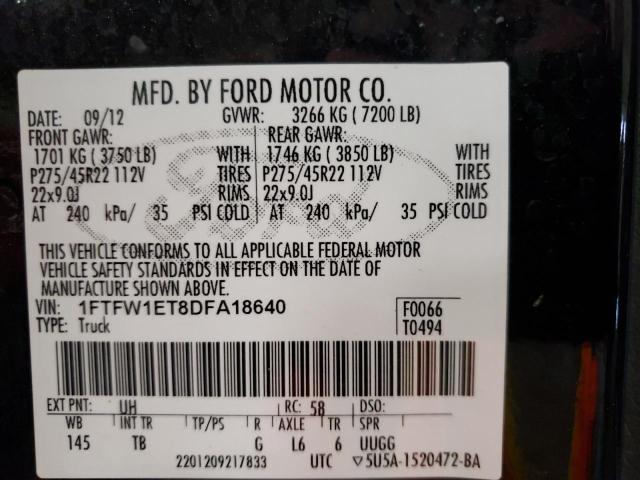 MFD. BY FORD MOTOR CO.
DATE: 09/12 GVWR: 3266 KG ( 7200 LB)
FRONT GAWR: REAR GAWR:
1701 KG ( 3750 LB) WITH 1746 KG ( 3850 LB) WITH
P275/45R22 112V TIRES P275/45R22 112V TIRES
22x9.0J RIMS 22x9.0J RIMS
AT 240 kPa/ 35 PSI COLD AT 240 kPa/ 35 PSI COLD
THIS VEHICLE CONFORMS TO ALL APPLICABLE FEDERAL MOTOR
VEHICLE SAFETY STANDARDS IN EFFECT ON THE DATE OF
MANUFACTURE SHOWN ABOVE.
VIN: 1FTFW1ET8DFA18640 F0066
TYPE: Truck T0494
EXT PNT: UH RC: 58 DSO:
WB INT TR TP/PS R AXLE TR SPR
145 TB G L6 6 UUGG
2201209217833 UTC ▽5U5A-1520472-BA